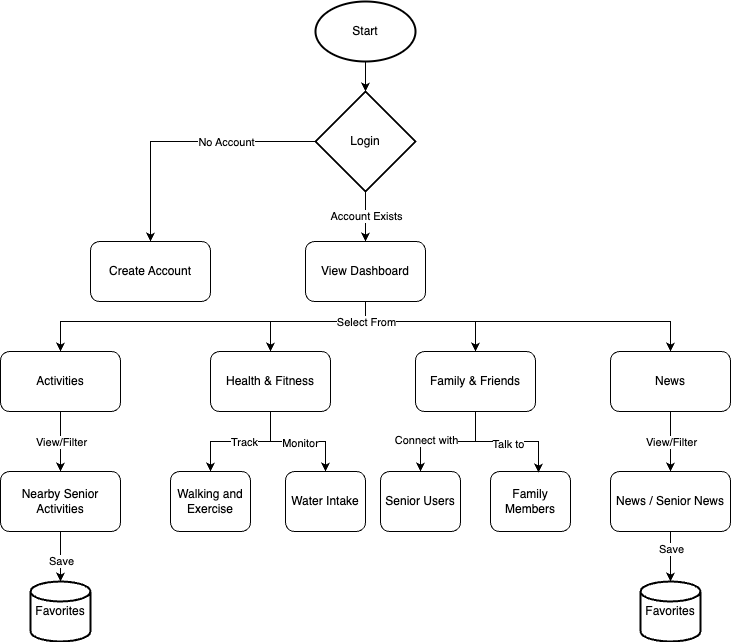 Start
Login
No Account
Account Exists
Create Account
View Dashboard
Select From
Activities
Health & Fitness
Family & Friends
News
View/Filter
Track
Monitor
Connect with
Talk to
View/Filter
Nearby Senior
Activities
Walking and
Exercise
Water Intake
Senior Users
Family
Members
News / Senior News
Save
Save
Favorites
Favorites